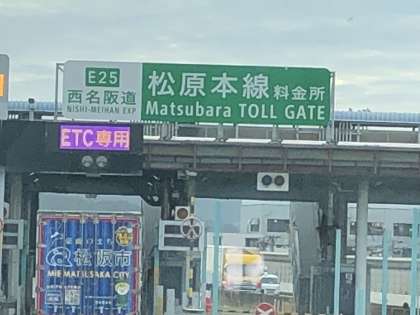 E25
西名阪道
NISHI-MEIHAN EXP
松原本線料金所
Matsubara TOLL GATE
ETC専用
MIE MATSUSAKA CITY
松阪市